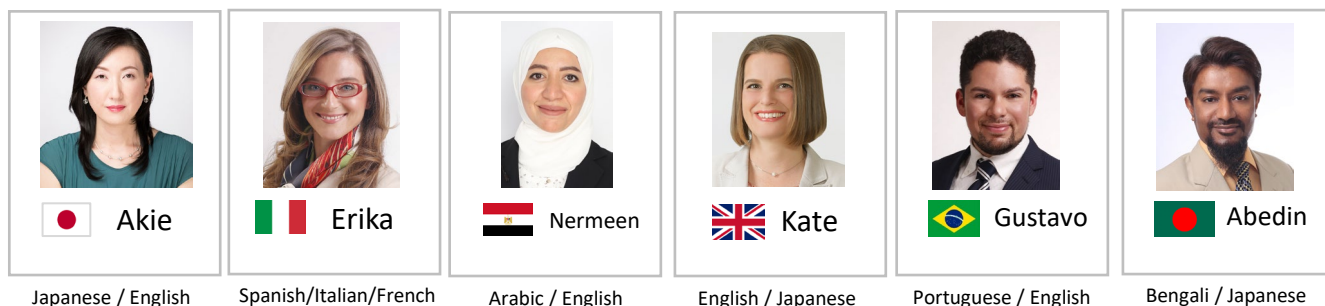 Akie
Erika
Nermeen
Kate
Gustavo
Abedin
Japanese / English
Spanish/Italian/French
Arabic / English
English / Japanese
Portuguese / English
Bengali / Japanese